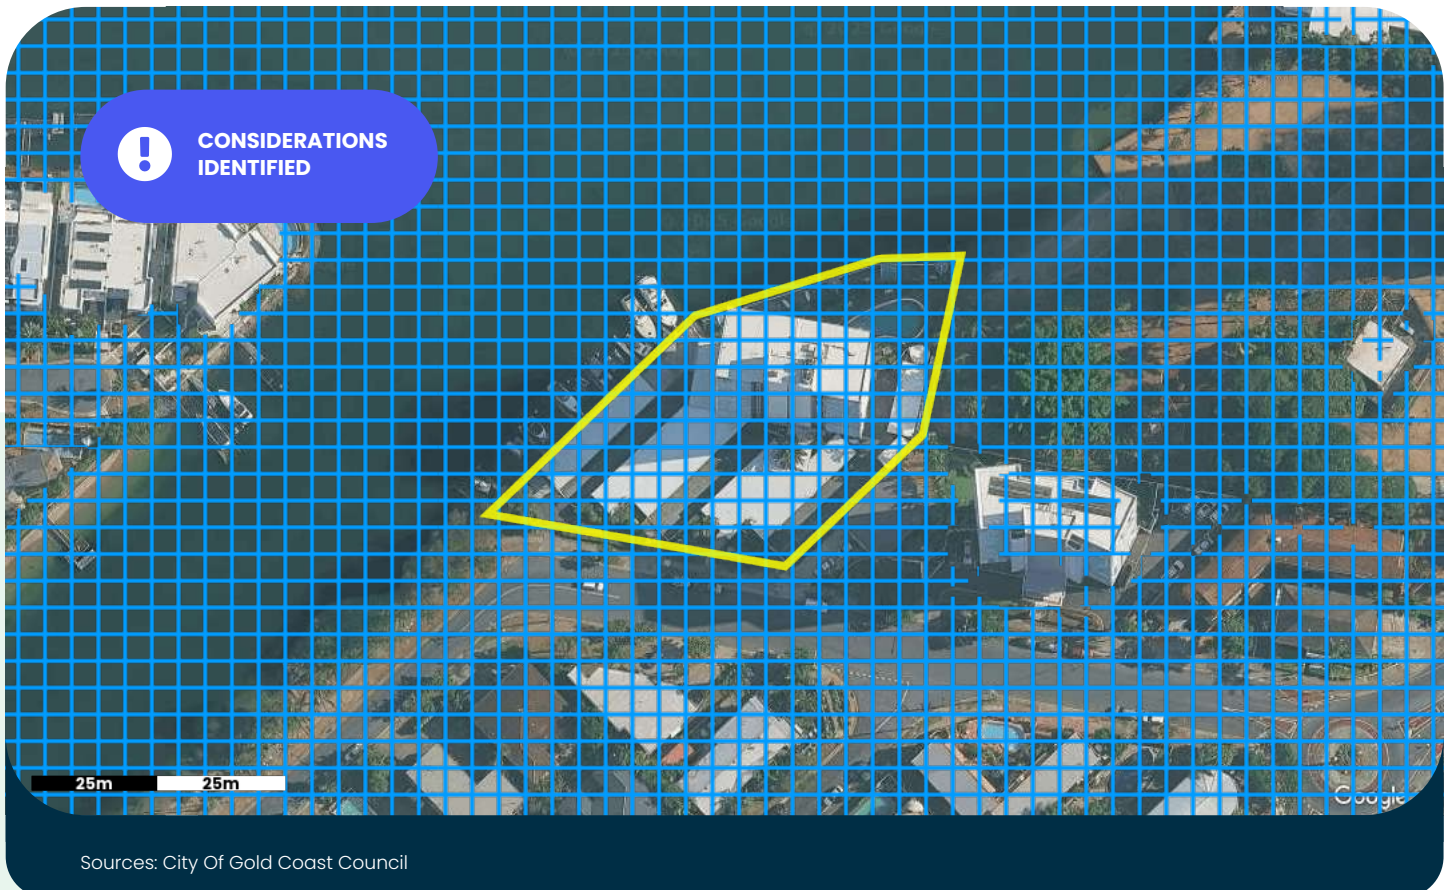 CONSIDERATIONS
IDENTIFIED
25m 25m
Google
Sources: City Of Gold Coast Council